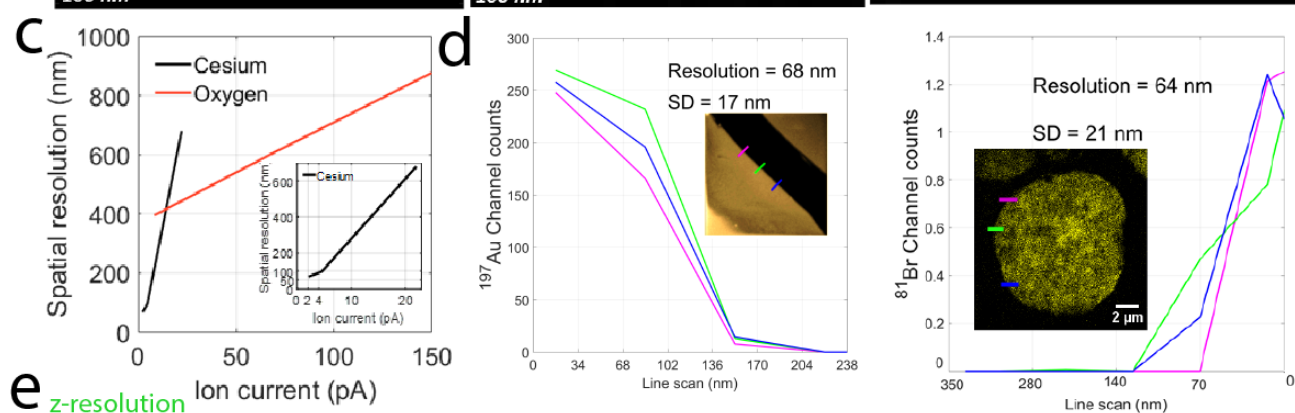 c
1000
800
600
400
200
0
Spatial resolution (nm)
Cesium
Oxygen
0 50 100 150
Ion current (pA)
Spatial resolution (nm)
600
400
200
100
0
Cesium
0 2 4 10 20
Ion current (pA)
d
300
250
200
150
100
50
0
197Au Channel counts
Resolution = 68 nm
SD = 17 nm
0 34 68 102 136 170 204 238
Line scan (nm)
1.4
1.2
1
0.8
0.6
0.4
0.2
0
81Br Channel counts
Resolution = 64 nm
SD = 21 nm
2 µm
350 280 140 70 0
Line scan (nm)
e z-resolution